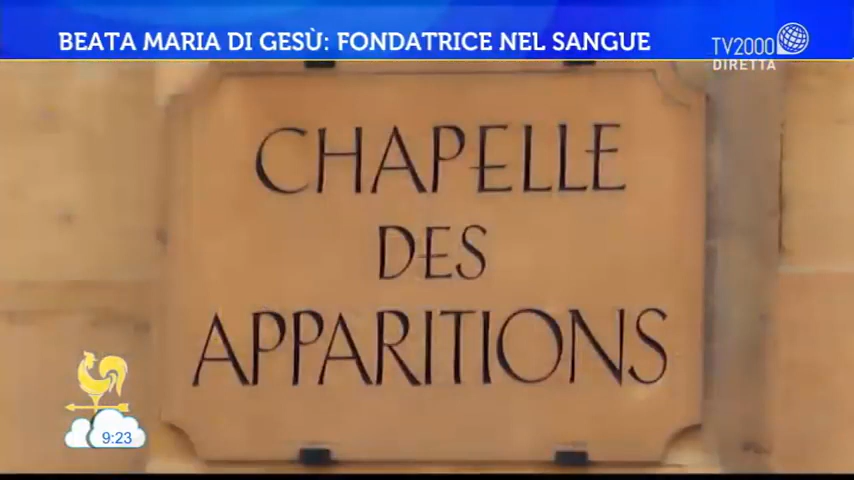 BEATA MARIA DI GESÙ: FONDATRICE NEL SANGUE
TV2000
DIRETTA
CHAPELLE
DES
APPARITIONS
9:23